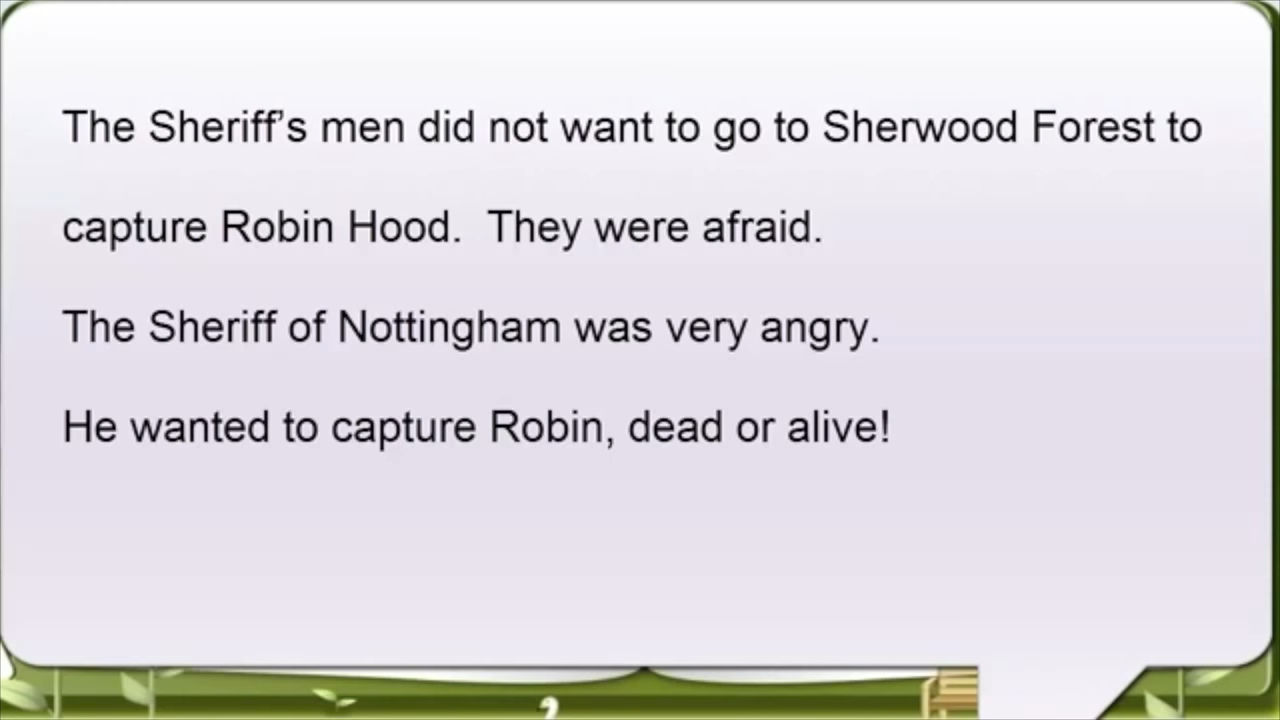 The Sheriff's men did not want to go to Sherwood Forest to
capture Robin Hood.  They were afraid.
The Sheriff of Nottingham was very angry.
He wanted to capture Robin, dead or alive!